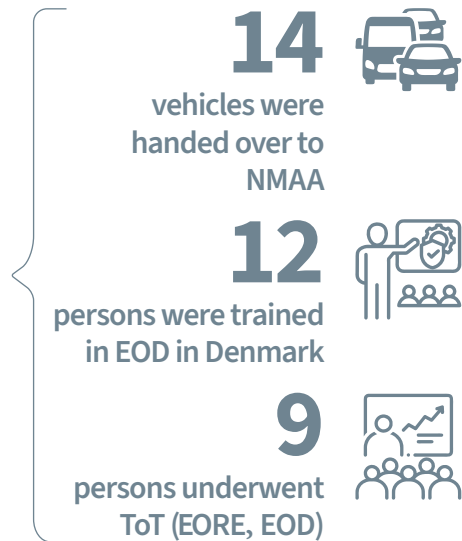 14
vehicles were
handed over to
NMAA
12
persons were trained
in EOD in Denmark
9
persons underwent
ToT (EORE, EOD)